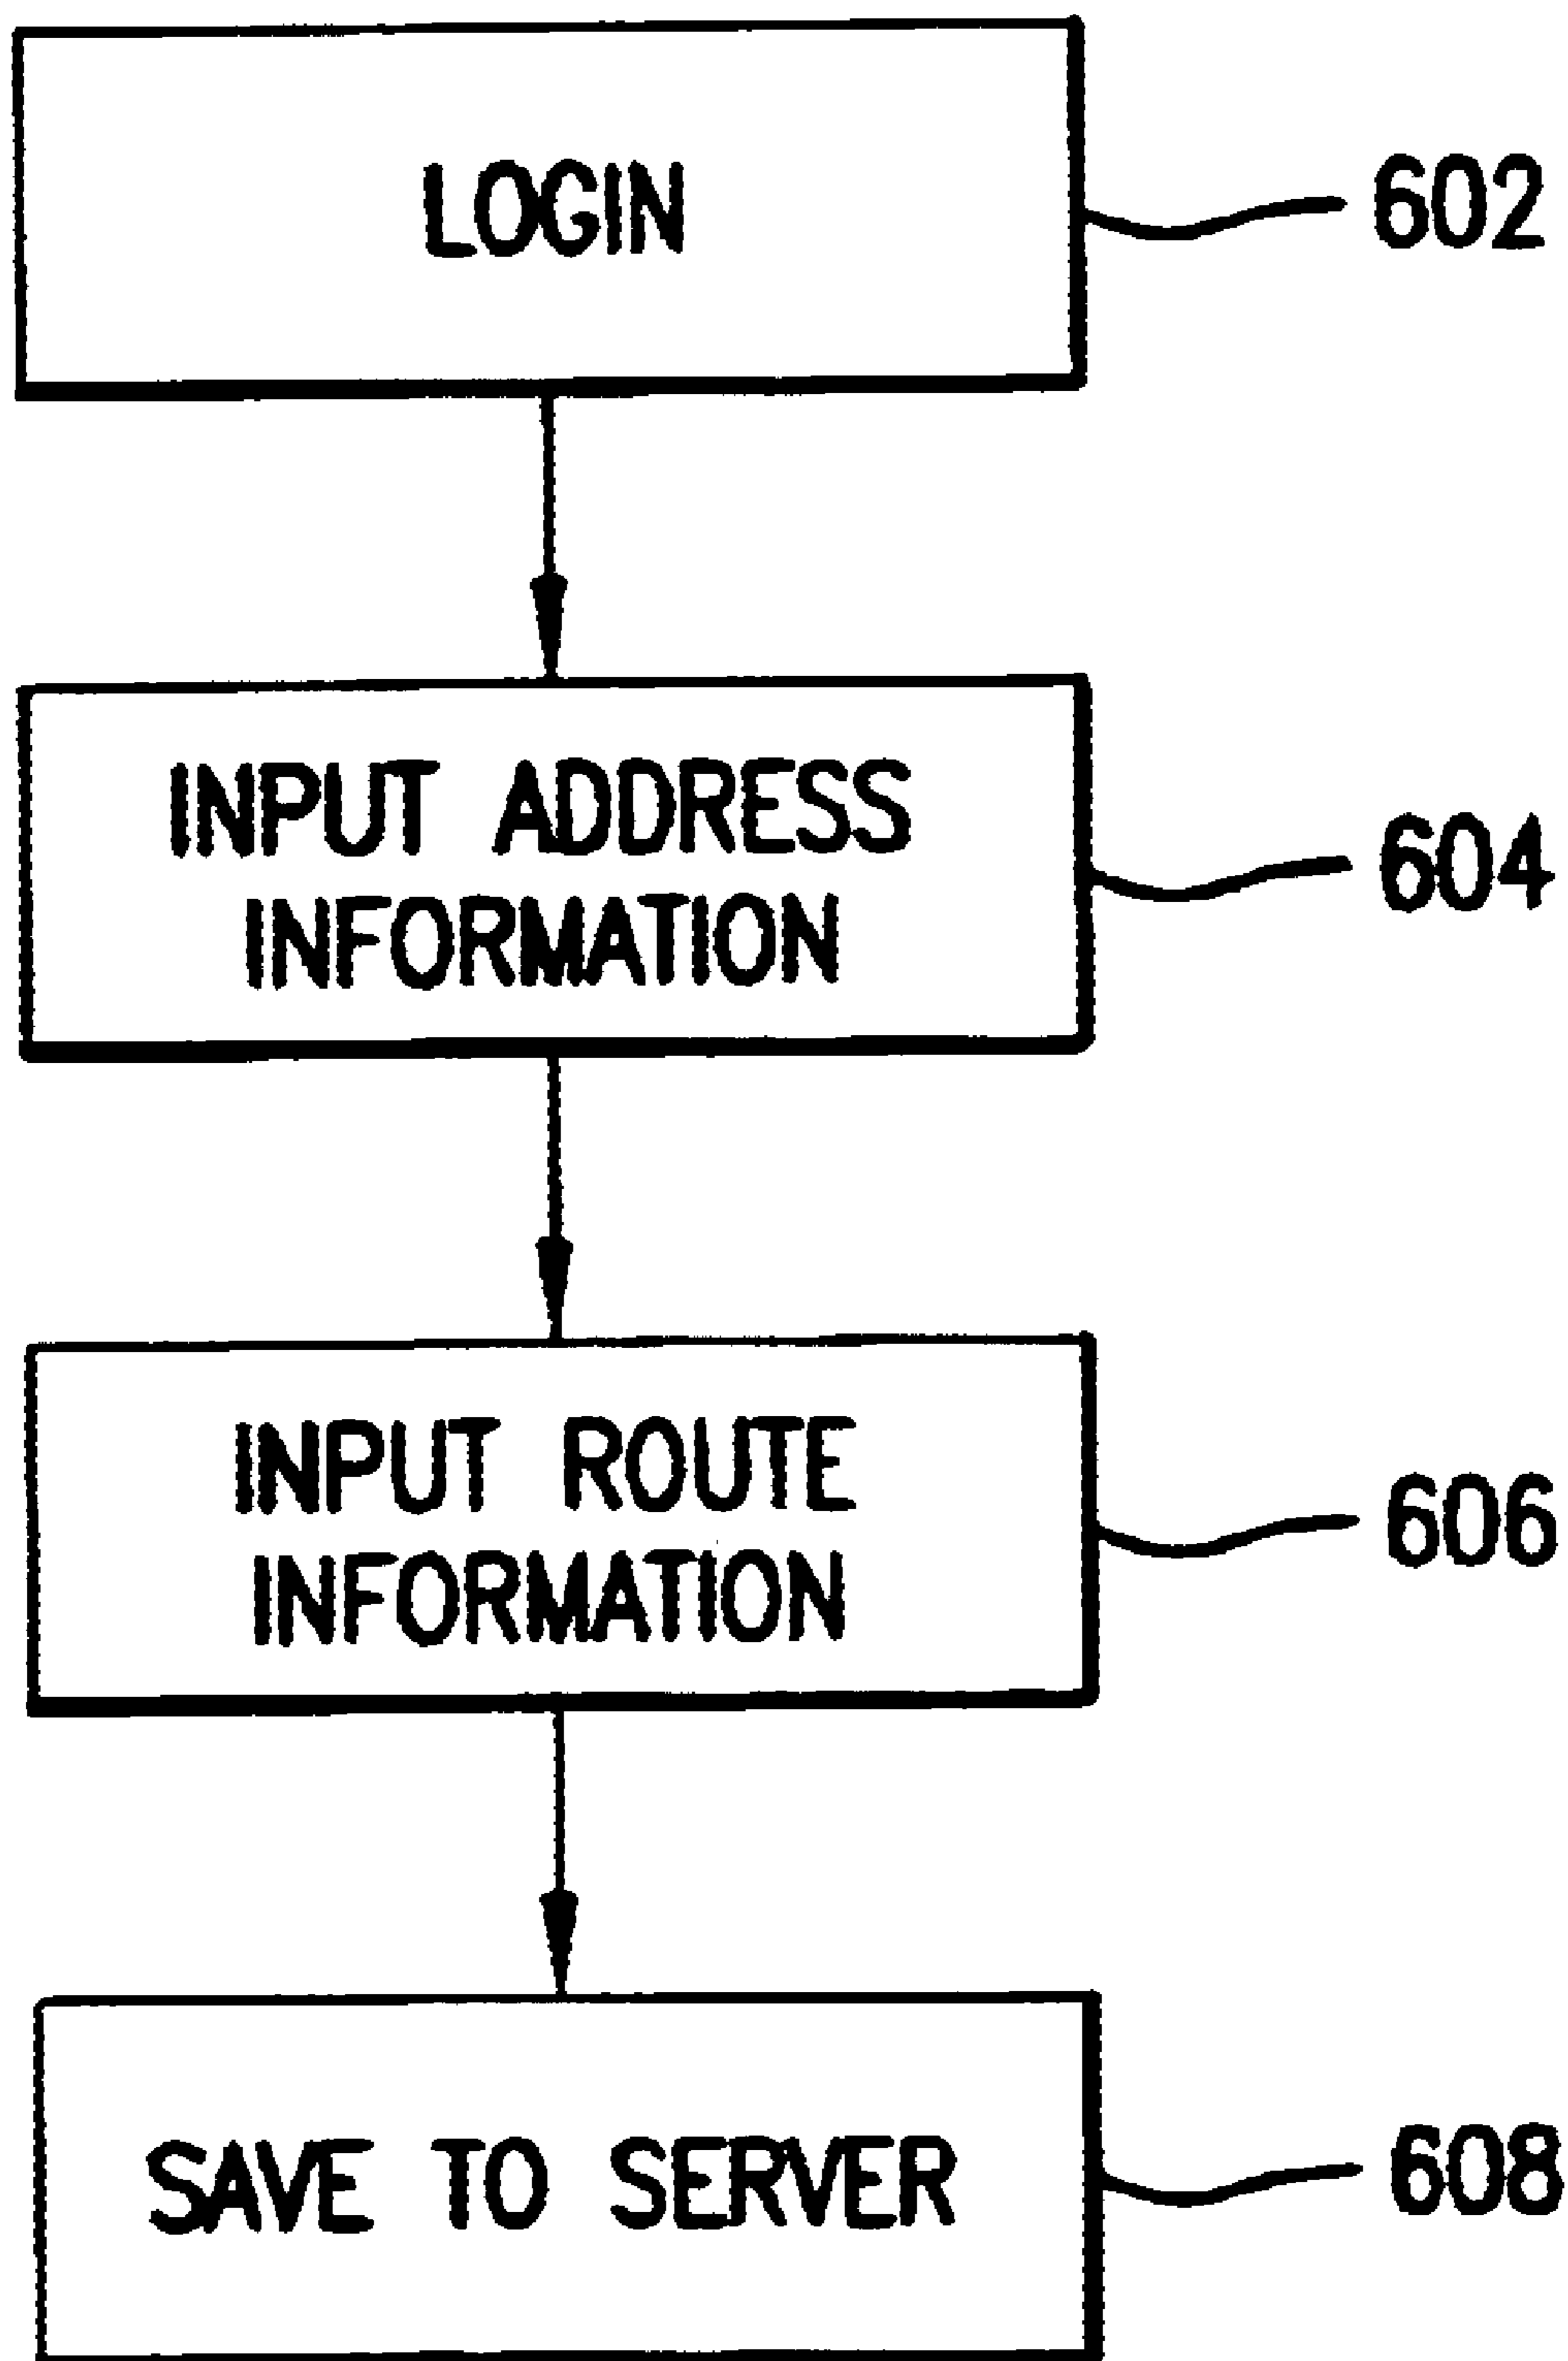 LOGIN
602
INPUT ADDRESS
INFORMATION
604
INPUT ROUTE
INFORMATION
606
SAVE TO SERVER
608